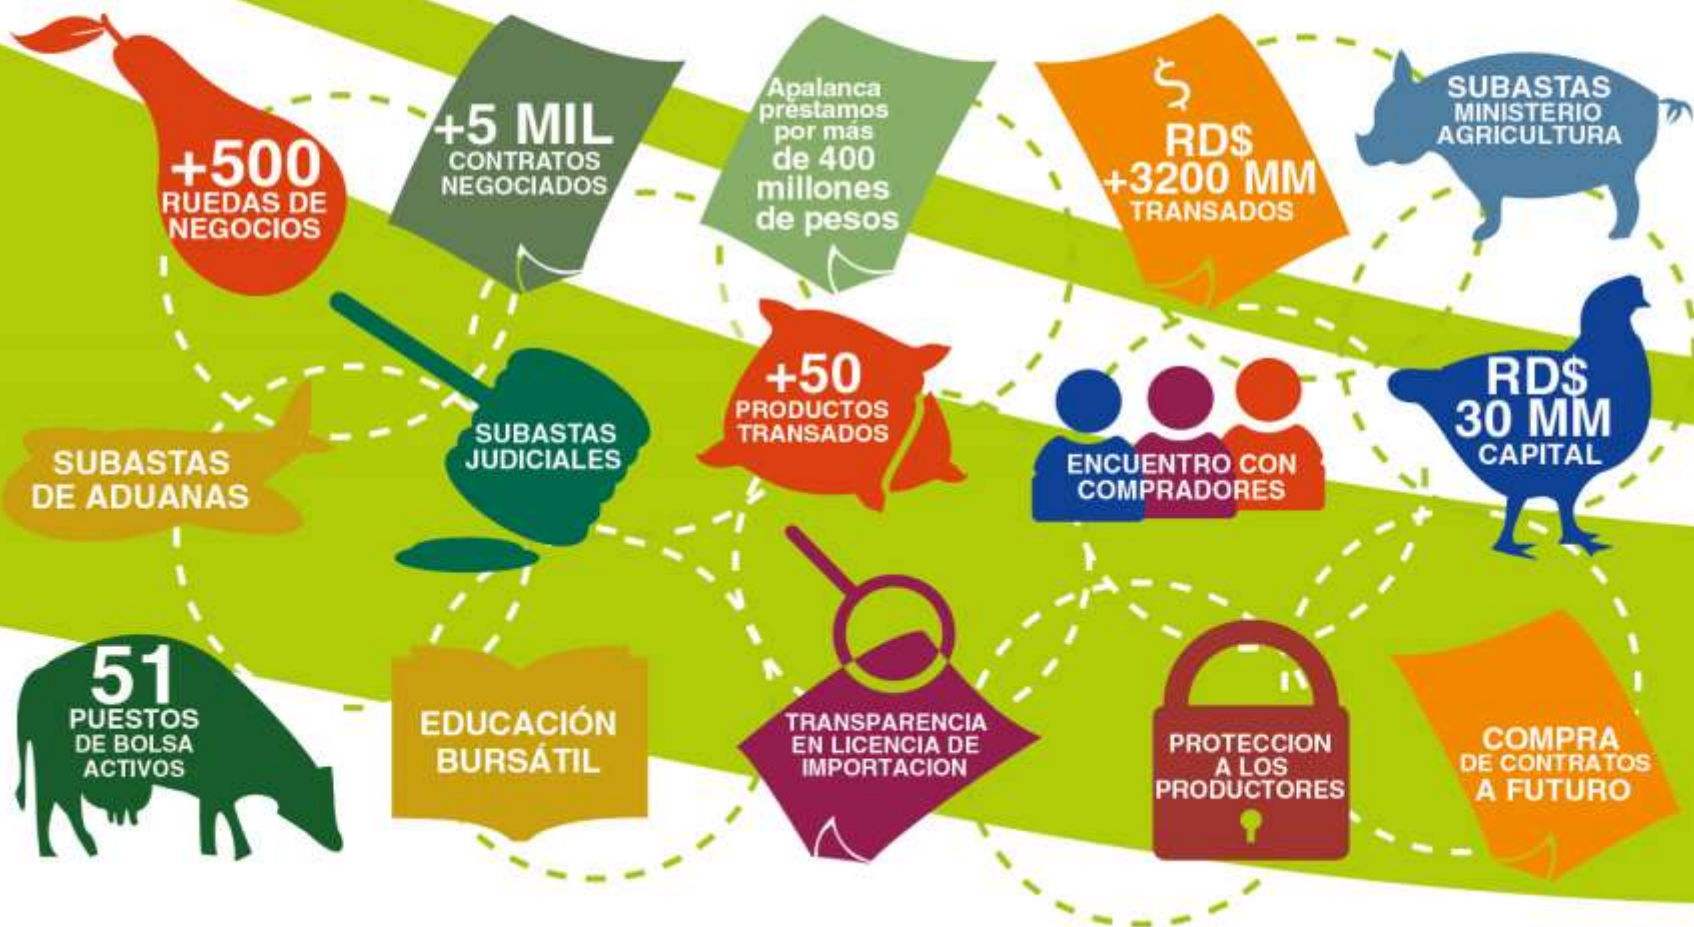 +500
RUEDAS DE
NEGOCIOS
+5 MIL
CONTRATOS
NEGOCIADOS
Apalanca
préstamos
por más
de 400
millones
de pesos
$
RD$
+3200 MM
TRANSADOS
SUBASTAS
MINISTERIO
AGRICULTURA
SUBASTAS
DE ADUANAS
SUBASTAS
JUDICIALES
+50
PRODUCTOS
TRANSADOS
ENCUENTRO CON
COMPRADORES
RD$
30 MM
CAPITAL
51
PUESTOS
DE BOLSA
ACTIVOS
EDUCACIÓN
BURSÁTIL
TRANSPARENCIA
EN LICENCIA DE
IMPORTACION
PROTECCION
A LOS
PRODUCTORES
COMPRA
DE CONTRATOS
A FUTURO